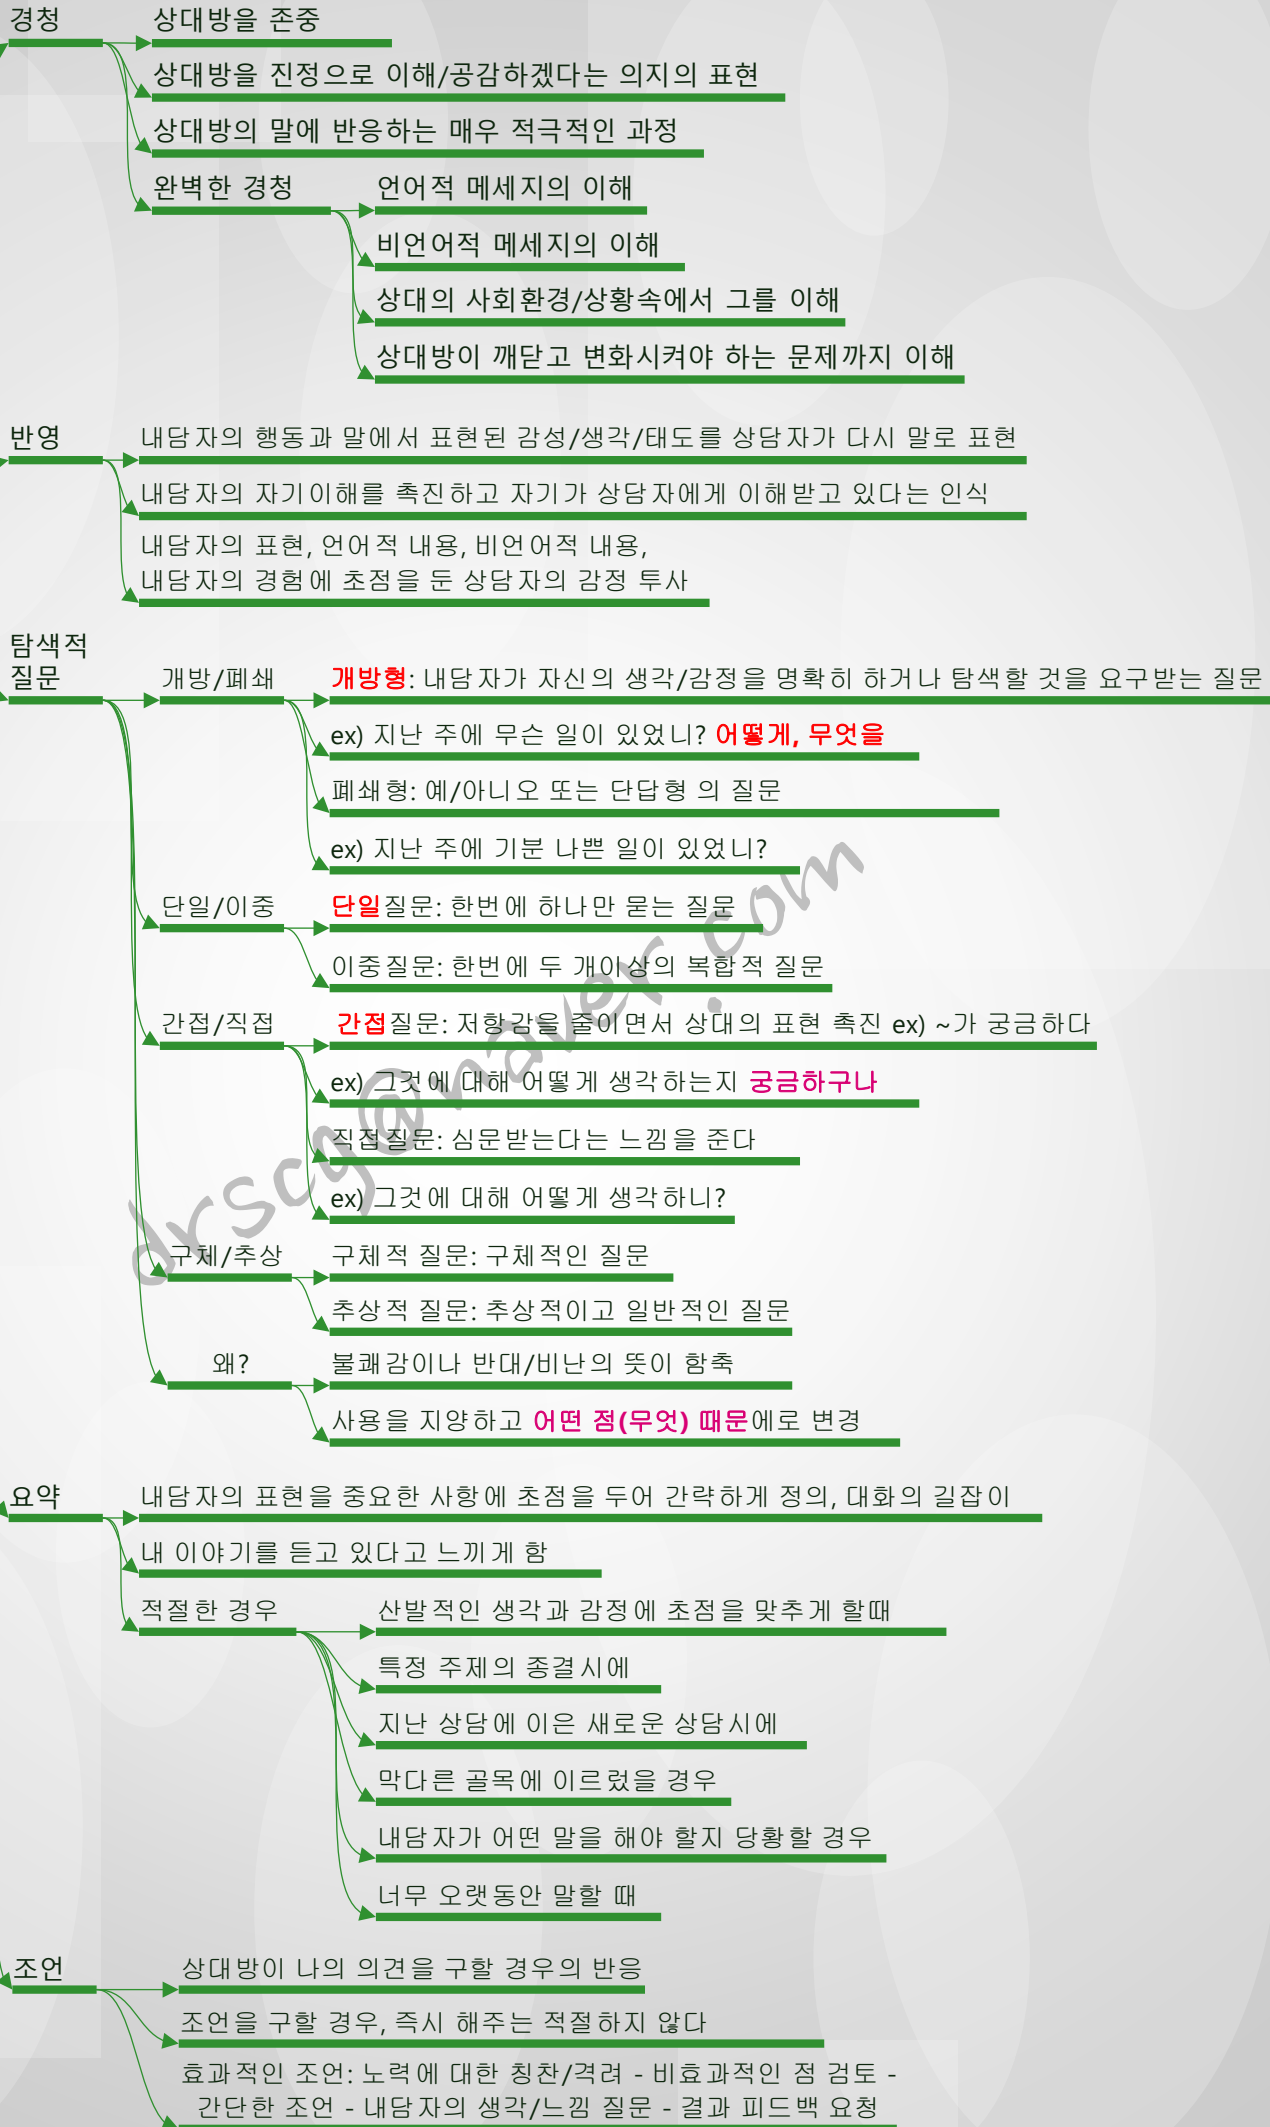 경청
상대방을 존중
상대방을 진정으로 이해/공감하겠다는 의지의 표현
상대방의 말에 반응하는 매우 적극적인 과정
완벽한 경청
언어적 메세지의 이해
비언어적 메세지의 이해
상대의 사회환경/상황속에서 그를 이해
상대방이 깨닫고 변화시켜야 하는 문제까지 이해
반영
내담자의 행동과 말에서 표현된 감성/생각/태도를 상담자가 다시 말로 표현
내담자의 자기이해를 촉진하고 자기가 상담자에게 이해받고 있다는 인식
내담자의 표현, 언어적 내용, 비언어적 내용,
내담자의 경험에 초점을 둔 상담자의 감정 투사
탐색적
질문
개방/폐쇄
개방형: 내담자가 자신의 생각/감정을 명확히 하거나 탐색할 것을 요구받는 질문
ex) 지난 주에 무슨 일이 있었니? 어떻게, 무엇을
폐쇄형: 예/아니오 또는 단답형 의 질문
ex) 지난 주에 기분 나쁜 일이 있었니?
단일/이중
단일질문: 한번에 하나만 묻는 질문
이중질문: 한번에 두 개이상의 복합적 질문
간접/직접
간접질문: 저항감을 줄이면서 상대의 표현 촉진 ex) ~가 궁금하다
ex) 그것에 대해 어떻게 생각하는지 궁금하구나
직접질문: 심문받는다는 느낌을 준다
ex) 그것에 대해 어떻게 생각하니?
구체/추상
구체적 질문: 구체적인 질문
추상적 질문: 추상적이고 일반적인 질문
왜?
불쾌감이나 반대/비난의 뜻이 함축
사용을 지양하고 어떤 점(무엇) 때문에로 변경
요약
내담자의 표현을 중요한 사항에 초점을 두어 간략하게 정의, 대화의 길잡이
내 이야기를 듣고 있다고 느끼게 함
적절한 경우
산발적인 생각과 감정에 초점을 맞추게 할때
특정 주제의 종결시에
지난 상담에 이은 새로운 상담시에
막다른 골목에 이르렀을 경우
내담자가 어떤 말을 해야 할지 당황할 경우
너무 오랫동안 말할 때
조언
상대방이 나의 의견을 구할 경우의 반응
조언을 구할 경우, 즉시 해주는 적절하지 않다
효과적인 조언: 노력에 대한 칭찬/격려 - 비효과적인 점 검토 -
간단한 조언 - 내담자의 생각/느낌 질문 - 결과 피드백 요청
drscy@naver.com